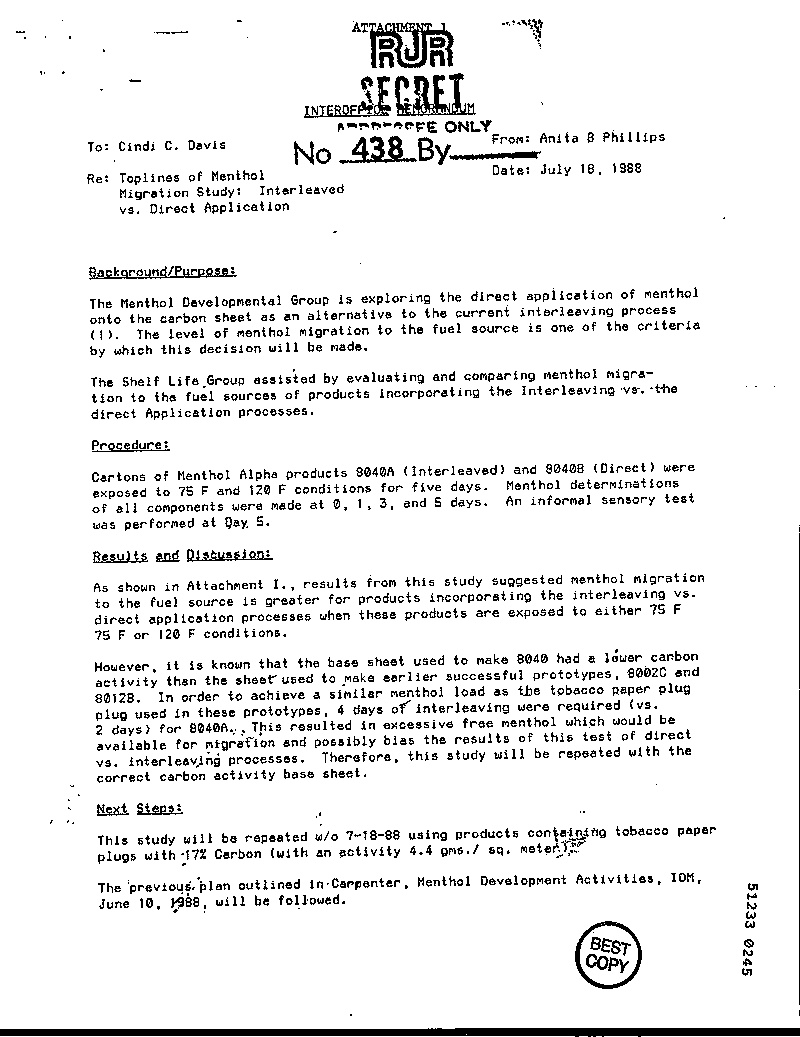 ATTACHMENT 1
RJR
SECRET
INTEROFFICE MEMORANDUM
ONLY
To: Cindi C. Davis
No 438 By
From: Anita B Phillips
Date: July 18, 1988
Re: Toplines of Menthol
Migration Study: Interleaved
vs. Direct Application
Background/Purpose:
The Menthol Developmental Group is exploring the direct application of menthol
onto the carbon sheet as an alternative to the current interleaving process
(1). The level of menthol migration to the fuel source is one of the criteria
by which this decision will be made.
The Shelf Life Group assisted by evaluating and comparing menthol migra-
tion to the fuel sources of products incorporating the Interleaving vs. the
direct Application processes.
Procedure:
Cartons of Menthol Alpha products 8040A (Interleaved) and 8040B (Direct) were
exposed to 75 F and 120 F conditions for five days. Menthol determinations
of all components were made at 0, 1, 3, and 5 days. An informal sensory test
was performed at Day 5.
Results and Discussion:
As shown in Attachment I., results from this study suggested menthol migration
to the fuel source is greater for products incorporating the interleaving vs.
direct application processes when these products are exposed to either 75 F
75 F or 120 F conditions.
However, it is known that the base sheet used to make 8040 had a lower carbon
activity than the sheet used to make earlier successful prototypes, 8002C and
8012B. In order to achieve a similar menthol load as the tobacco paper plug
plug used in these prototypes, 4 days of interleaving were required (vs.
2 days) for 8040A. This resulted in excessive free menthol which would be
available for migration and possibly bias the results of this test of direct
vs. interleaving processes. Therefore, this study will be repeated with the
correct carbon activity base sheet.
Next Steps:
This study will be repeated w/o 7-18-88 using products containing tobacco paper
plugs with 17% Carbon (with an activity 4.4 gms./ sq. meter).
The previous plan outlined in Carpenter, Menthol Development Activities, IOM,
June 10, 1988, will be followed.
BEST
COPY
51233 0245